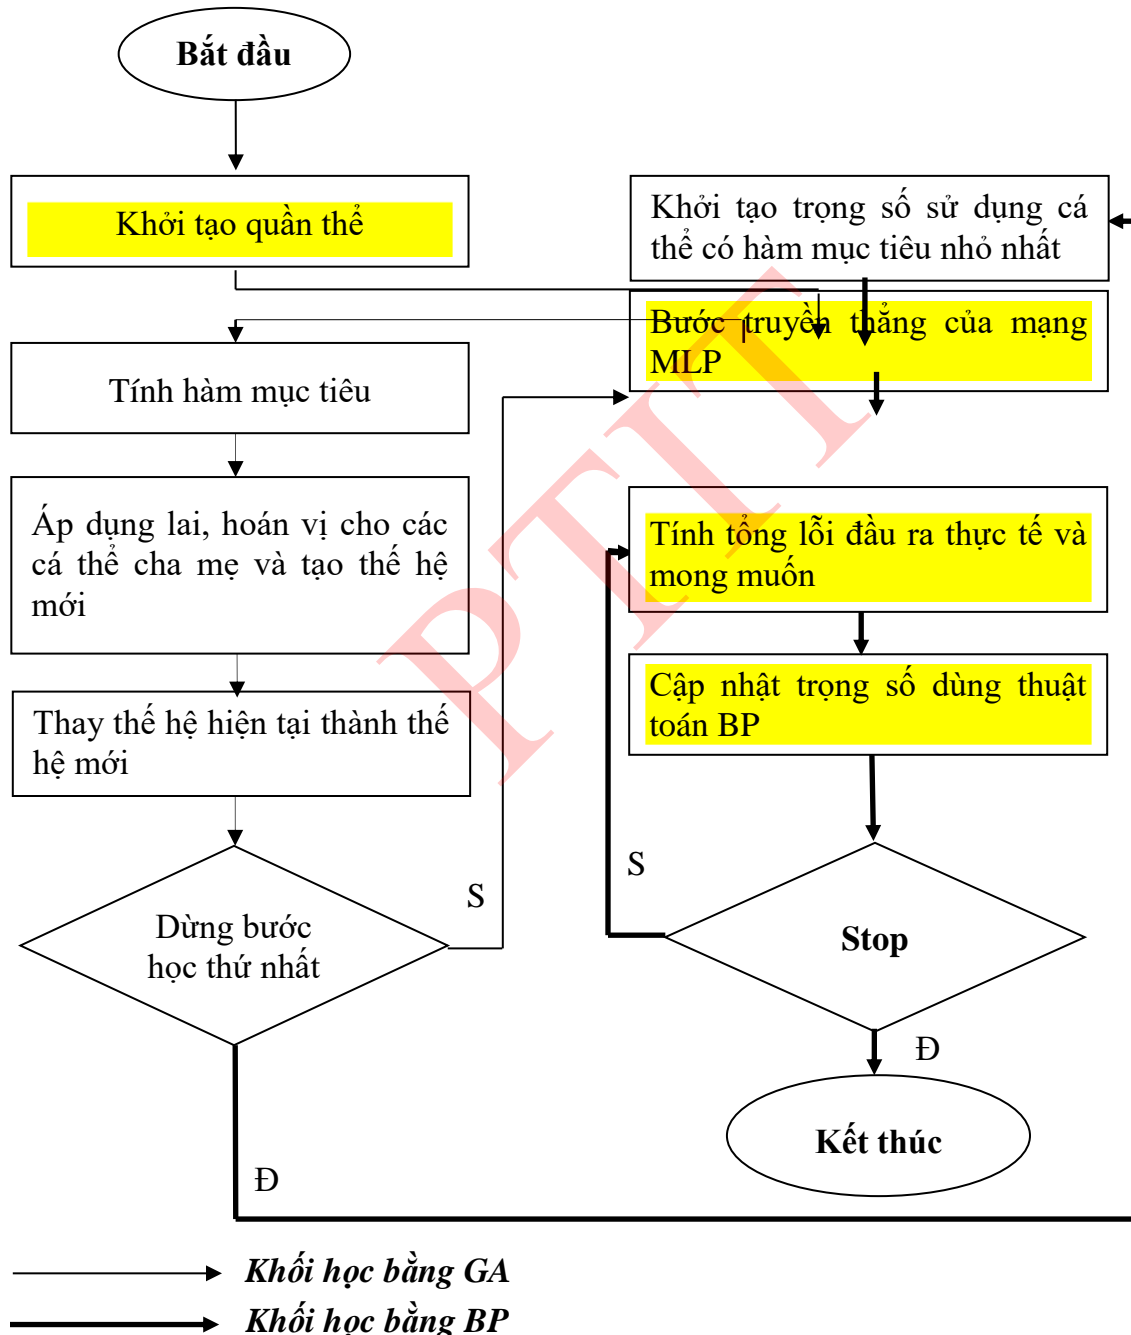 Bắt đầu
Khởi tạo quần thể
Tính hàm mục tiêu
Áp dụng lai, hoán vị cho các
cá thể cha mẹ và tạo thế hệ
mới
Thay thế hệ hiện tại thành thế
hệ mới
Dừng bước
học thứ nhất
S
Đ
Khởi tạo trọng số sử dụng cá
thể có hàm mục tiêu nhỏ nhất
Bước truyền thẳng của mạng
MLP
Tính tổng lỗi đầu ra thực tế và
mong muốn
Cập nhật trọng số dùng thuật
toán BP
S
Stop
Đ
Kết thúc
Khối học bằng GA
Khối học bằng BP
PTIT